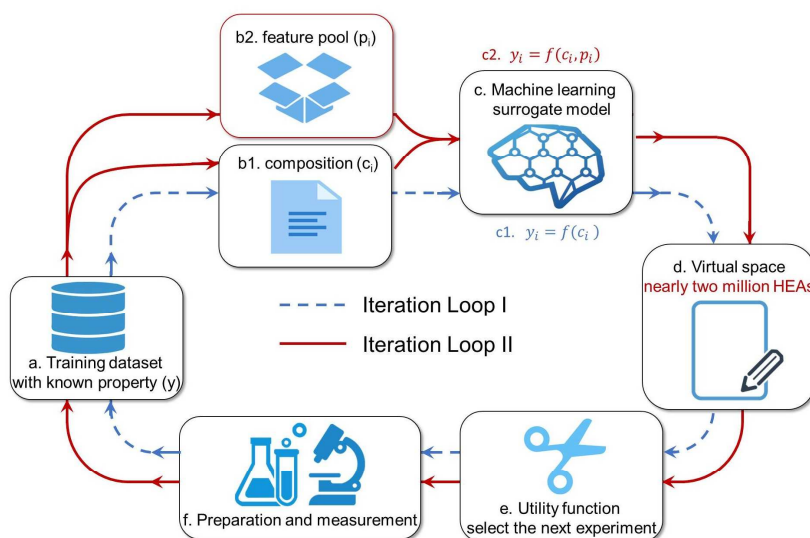 b2. feature pool (pᵢ)
c2. yᵢ = f(cᵢ, pᵢ)
c. Machine learning
surrogate model
b1. composition (cᵢ)
c1. yᵢ = f(cᵢ)
d. Virtual space
nearly two million HEAs
Iteration Loop I
Iteration Loop II
a. Training dataset
with known property (y)
f. Preparation and measurement
e. Utility function
select the next experiment